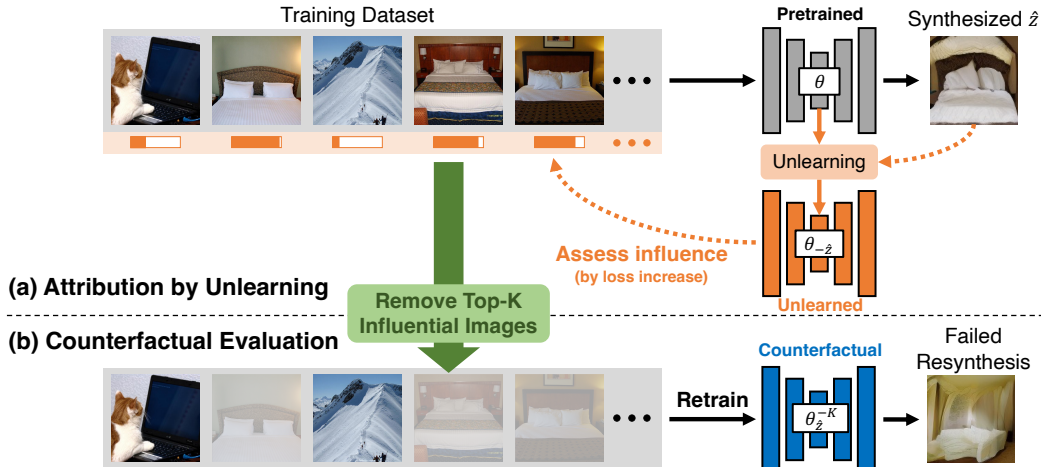 Training Dataset
Pretrained
Synthesized ẑ
θ
Unlearning
Assess influence
(by loss increase)
θ₋ẑ
Unlearned
(a) Attribution by Unlearning
Remove Top-K
Influential Images
(b) Counterfactual Evaluation
Retrain
Counterfactual
θ_ẑ^−K
Failed
Resynthesis